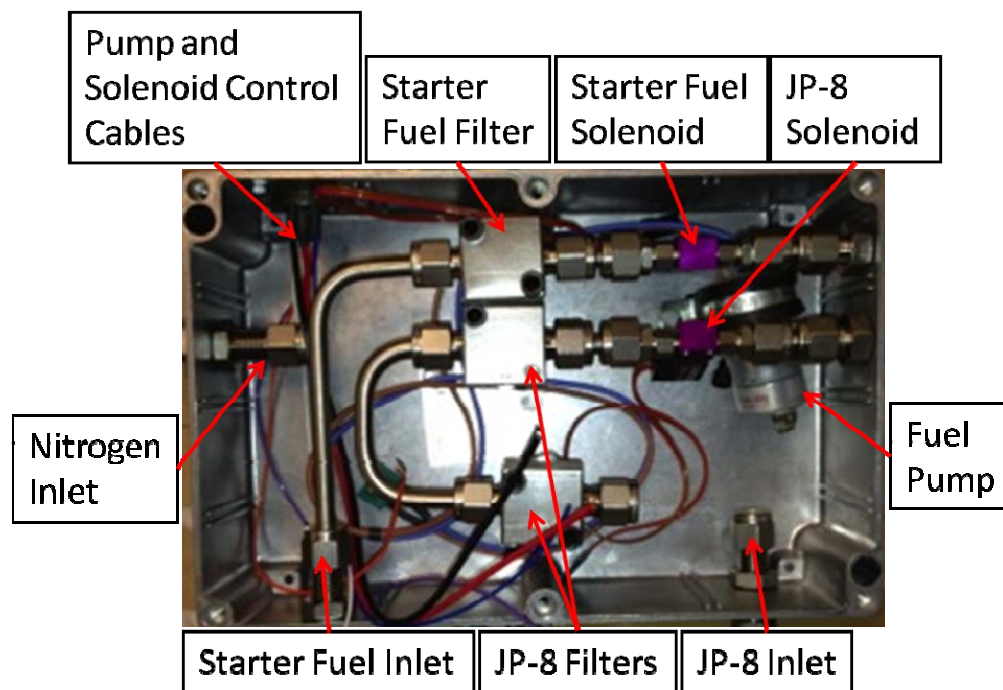 Pump and
Solenoid Control
Cables
Starter
Fuel Filter
Starter Fuel
Solenoid
JP-8
Solenoid
Nitrogen
Inlet
Fuel
Pump
Starter Fuel Inlet
JP-8 Filters
JP-8 Inlet